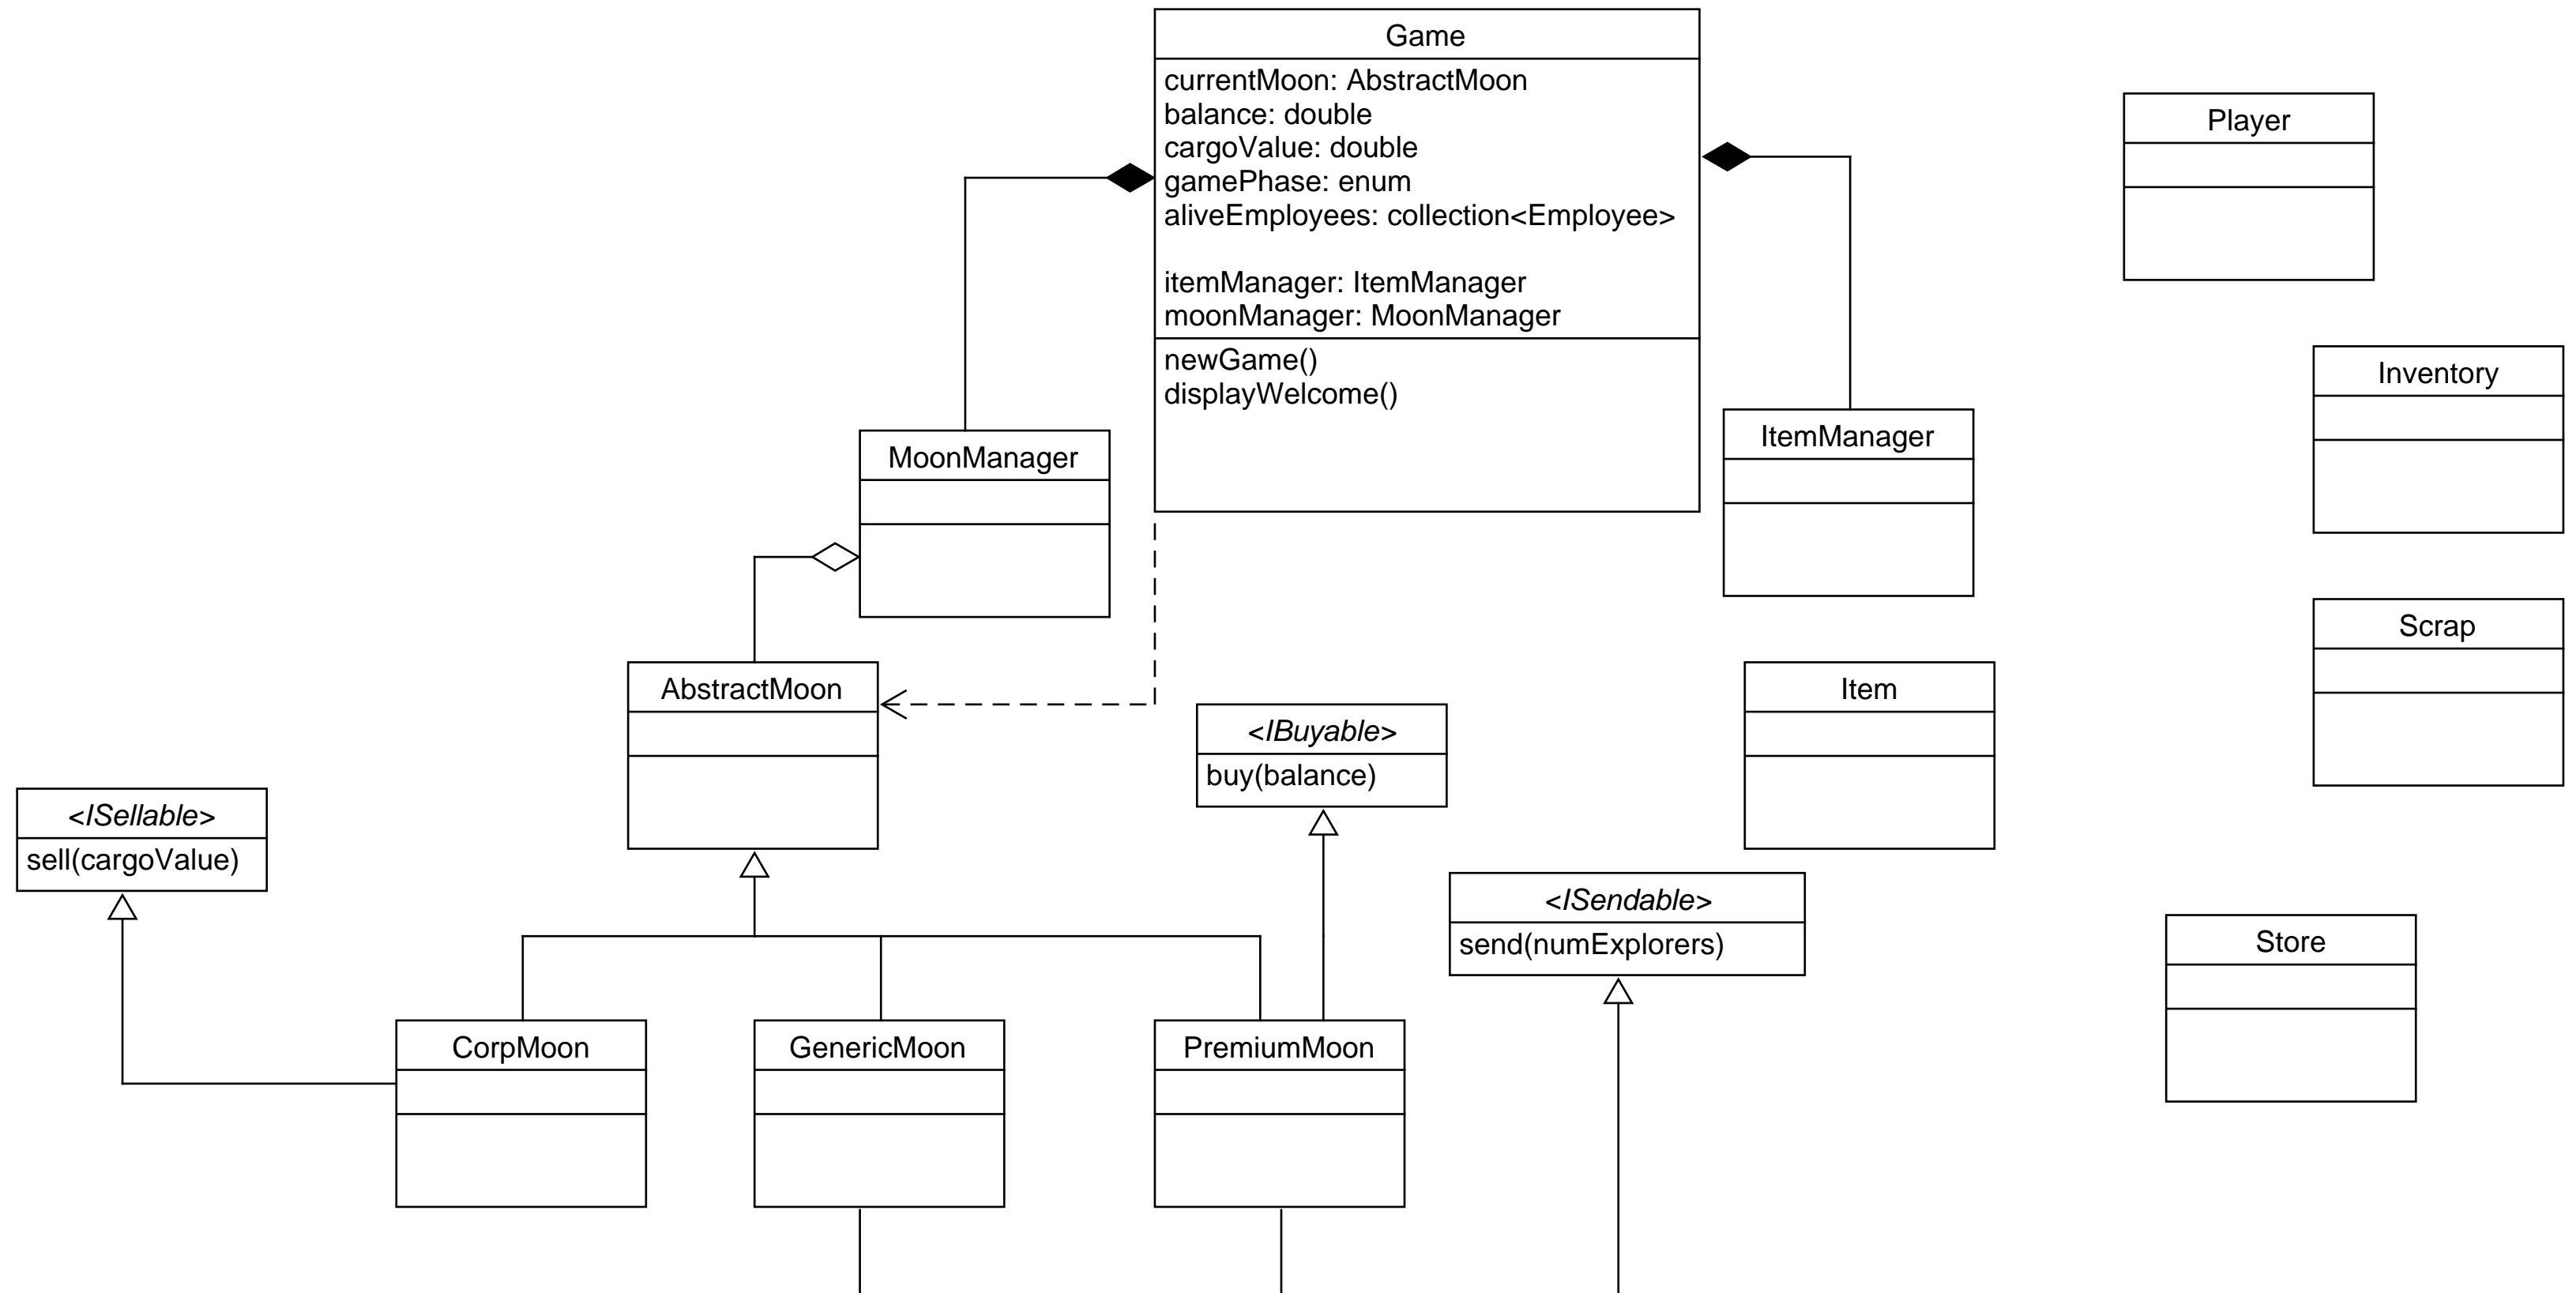 Game
currentMoon: AbstractMoon
balance: double
cargoValue: double
gamePhase: enum
aliveEmployees: collection<Employee>
itemManager: ItemManager
moonManager: MoonManager
newGame()
displayWelcome()
Player
Inventory
MoonManager
ItemManager
Scrap
AbstractMoon
Item
<IBuyable>
buy(balance)
<ISellable>
sell(cargoValue)
<ISendable>
send(numExplorers)
Store
CorpMoon
GenericMoon
PremiumMoon